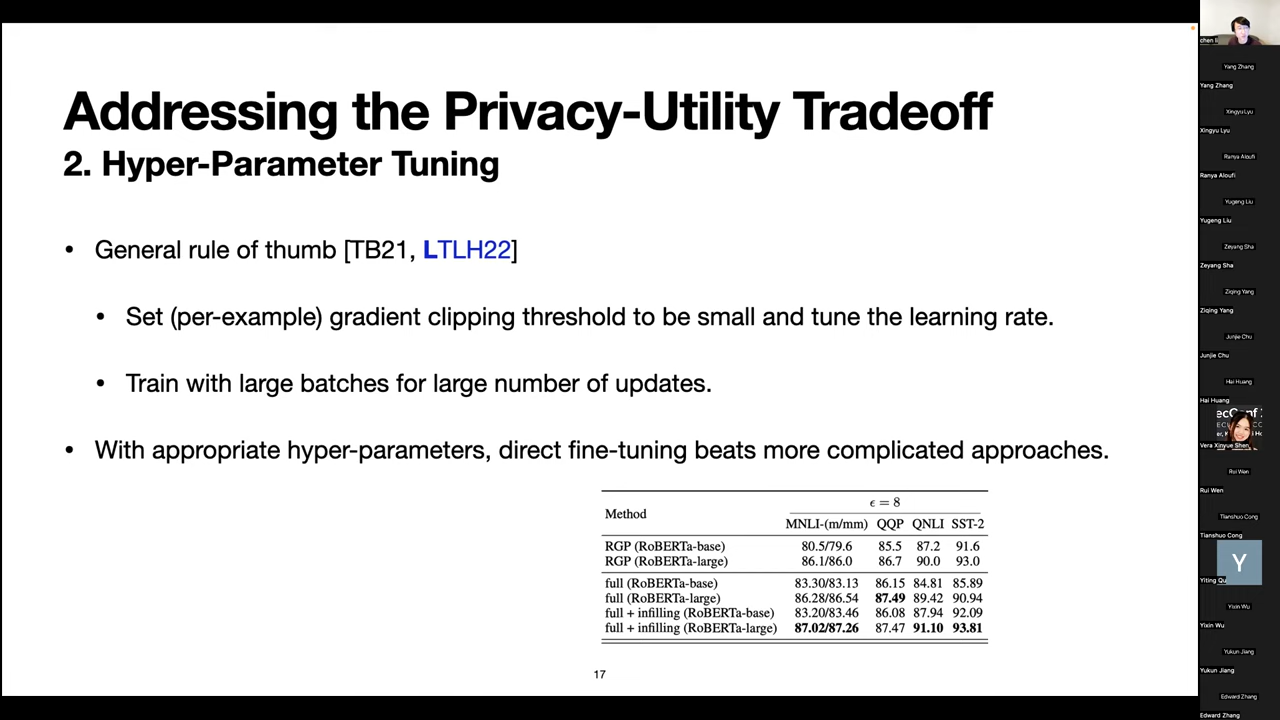 Addressing the Privacy-Utility Tradeoff
2. Hyper-Parameter Tuning
• General rule of thumb [TB21, LTLH22]
• Set (per-example) gradient clipping threshold to be small and tune the learning rate.
• Train with large batches for large number of updates.
• With appropriate hyper-parameters, direct fine-tuning beats more complicated approaches.
Method ϵ = 8
MNLI-(m/mm) QQP QNLI SST-2
RGP (RoBERTa-base) 80.5/79.6 85.5 87.2 91.6
RGP (RoBERTa-large) 86.1/86.0 86.7 90.0 93.0
full (RoBERTa-base) 83.30/83.13 86.15 84.81 85.89
full (RoBERTa-large) 86.28/86.54 87.49 89.42 90.94
full + infilling (RoBERTa-base) 83.20/83.46 86.08 87.94 92.09
full + infilling (RoBERTa-large) 87.02/87.26 87.47 91.10 93.81
17
chen li
Yang Zhang
Yang Zhang
Xingyu Lyu
Xingyu Lyu
Ranya Aloufi
Ranya Aloufi
Yugeng Liu
Yugeng Liu
Zeyang Sha
Zeyang Sha
Ziqing Yang
Ziqing Yang
Junjie Chu
Junjie Chu
Hai Huang
Hai Huang
Vera Xinyue Shen
Rui Wen
Rui Wen
Tianshuo Cong
Tianshuo Cong
Y
Yiting Qu
Yixin Wu
Yixin Wu
Yukun Jiang
Yukun Jiang
Edward Zhang
Edward Zhang